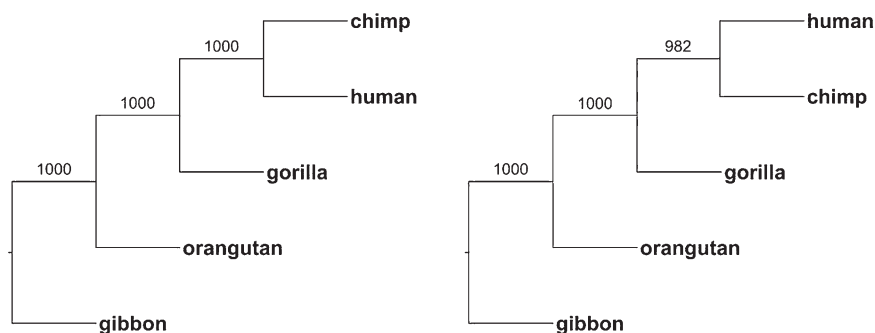 chimp
1000
human
1000
gorilla
1000
orangutan
gibbon
human
982
chimp
1000
gorilla
1000
orangutan
gibbon